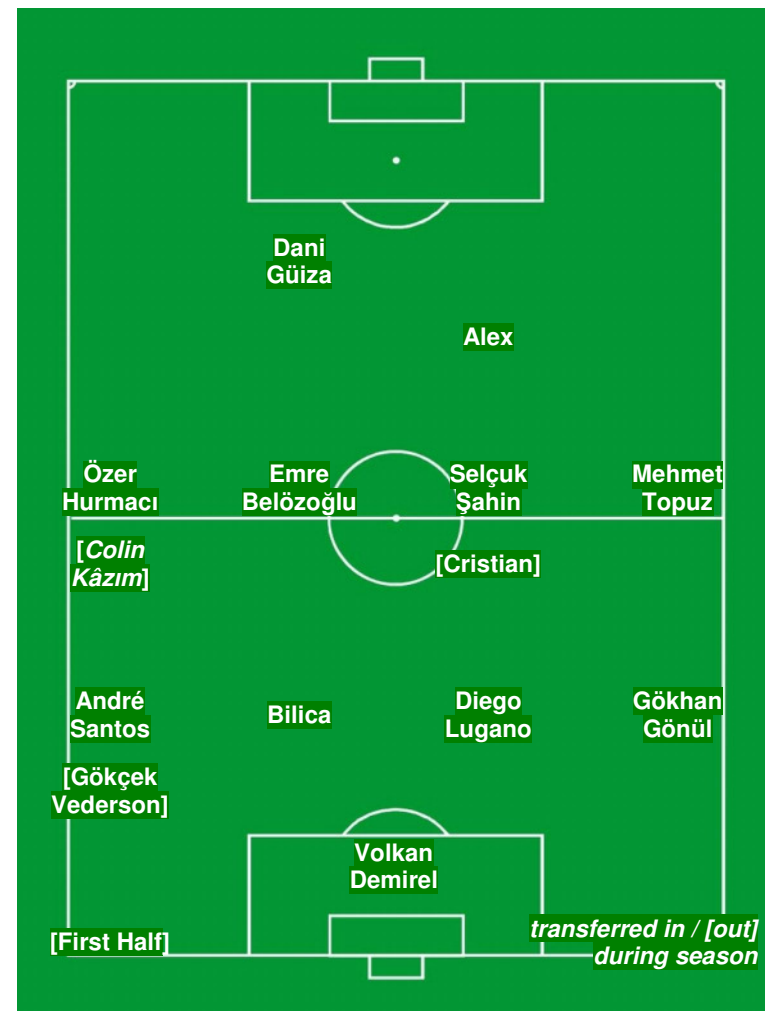 Dani
Güiza
Alex
Özer
Hurmacı
Emre
Belözoğlu
Selçuk
Şahin
Mehmet
Topuz
[Colin
Kâzım]
[Cristian]
André
Santos
Bilica
Diego
Lugano
Gökhan
Gönül
[Gökçek
Vederson]
Volkan
Demirel
[First Half]
transferred in / [out]
during season